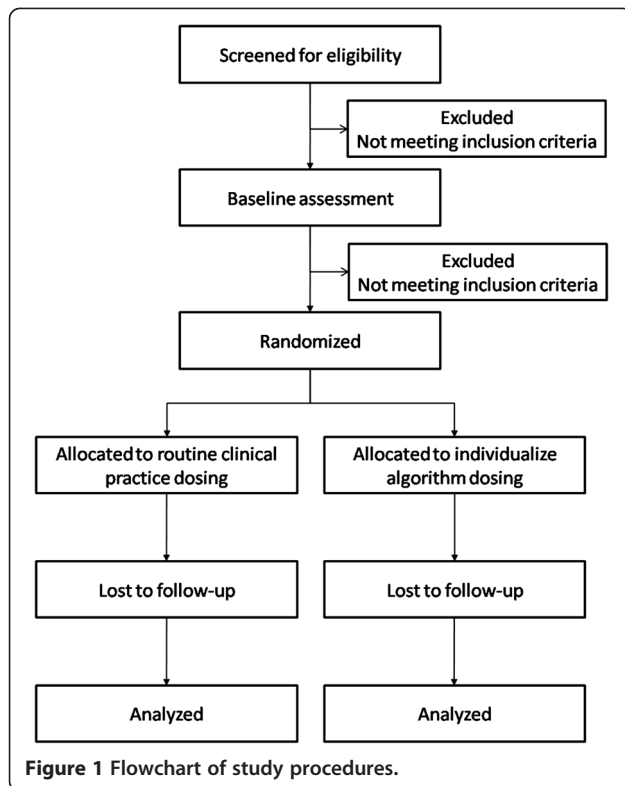 Screened for eligibility
Excluded
Not meeting inclusion criteria
Baseline assessment
Excluded
Not meeting inclusion criteria
Randomized
Allocated to routine clinical
practice dosing
Allocated to individualize
algorithm dosing
Lost to follow-up
Lost to follow-up
Analyzed
Analyzed
Figure 1 Flowchart of study procedures.